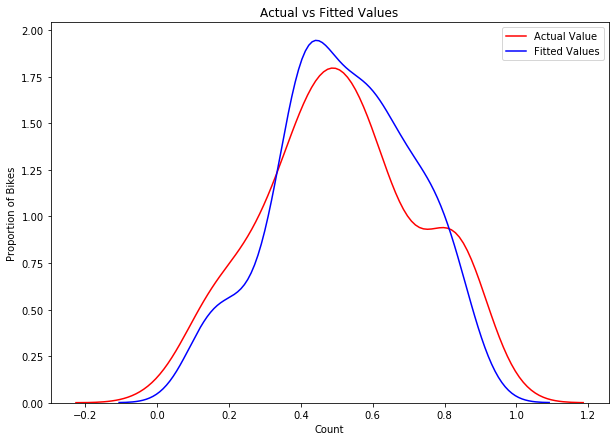 Actual vs Fitted Values
Actual Value
Fitted Values
2.00
1.75
1.50
1.25
1.00
0.75
0.50
0.25
0.00
Proportion of Bikes
−0.2 0.0 0.2 0.4 0.6 0.8 1.0 1.2
Count